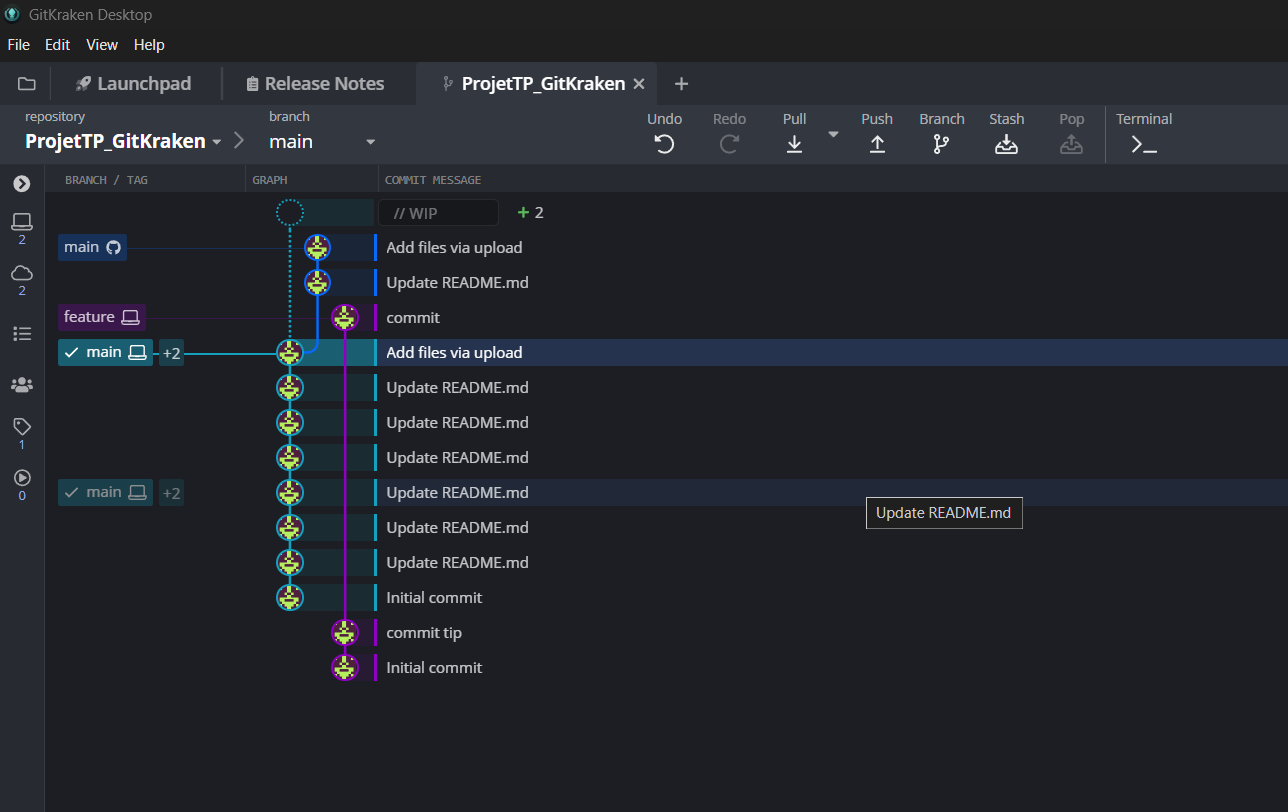 GitKraken Desktop
File Edit View Help
Launchpad Release Notes ProjetTP_GitKraken
repository branch Undo Redo Pull Push Branch Stash Pop Terminal
ProjetTP_GitKraken main
BRANCH / TAG GRAPH COMMIT MESSAGE
// WIP + 2
2
main Add files via upload
Update README.md
2
feature commit
main +2 Add files via upload
Update README.md
Update README.md
1
Update README.md
main +2 Update README.md
0
Update README.md
Update README.md
Update README.md
Initial commit
commit tip
Initial commit